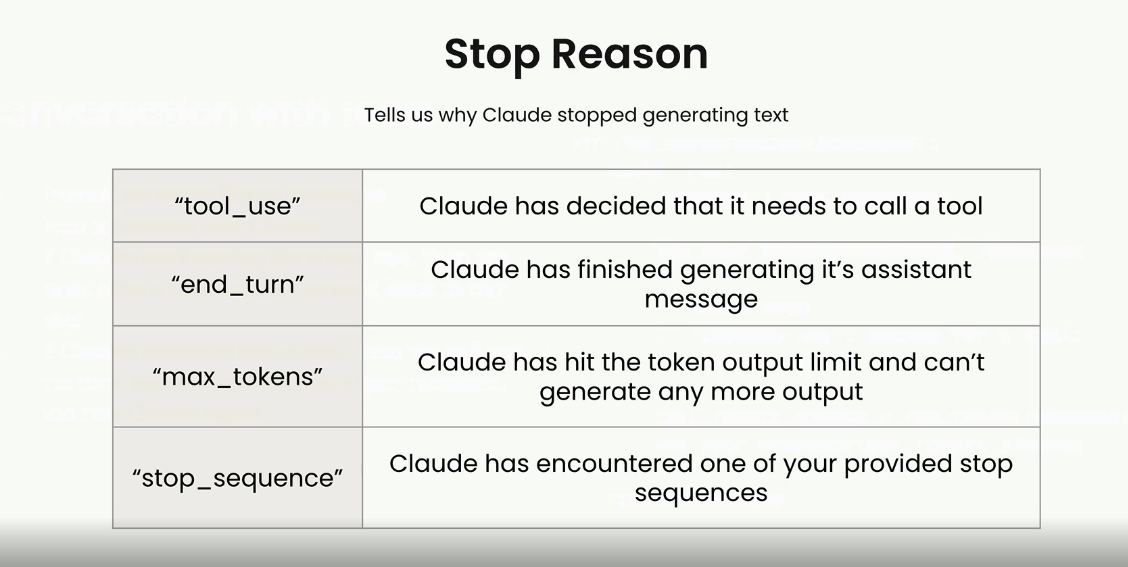 Stop Reason
Tells us why Claude stopped generating text
“tool_use”
Claude has decided that it needs to call a tool
“end_turn”
Claude has finished generating it’s assistant
message
“max_tokens”
Claude has hit the token output limit and can’t
generate any more output
“stop_sequence”
Claude has encountered one of your provided stop
sequences